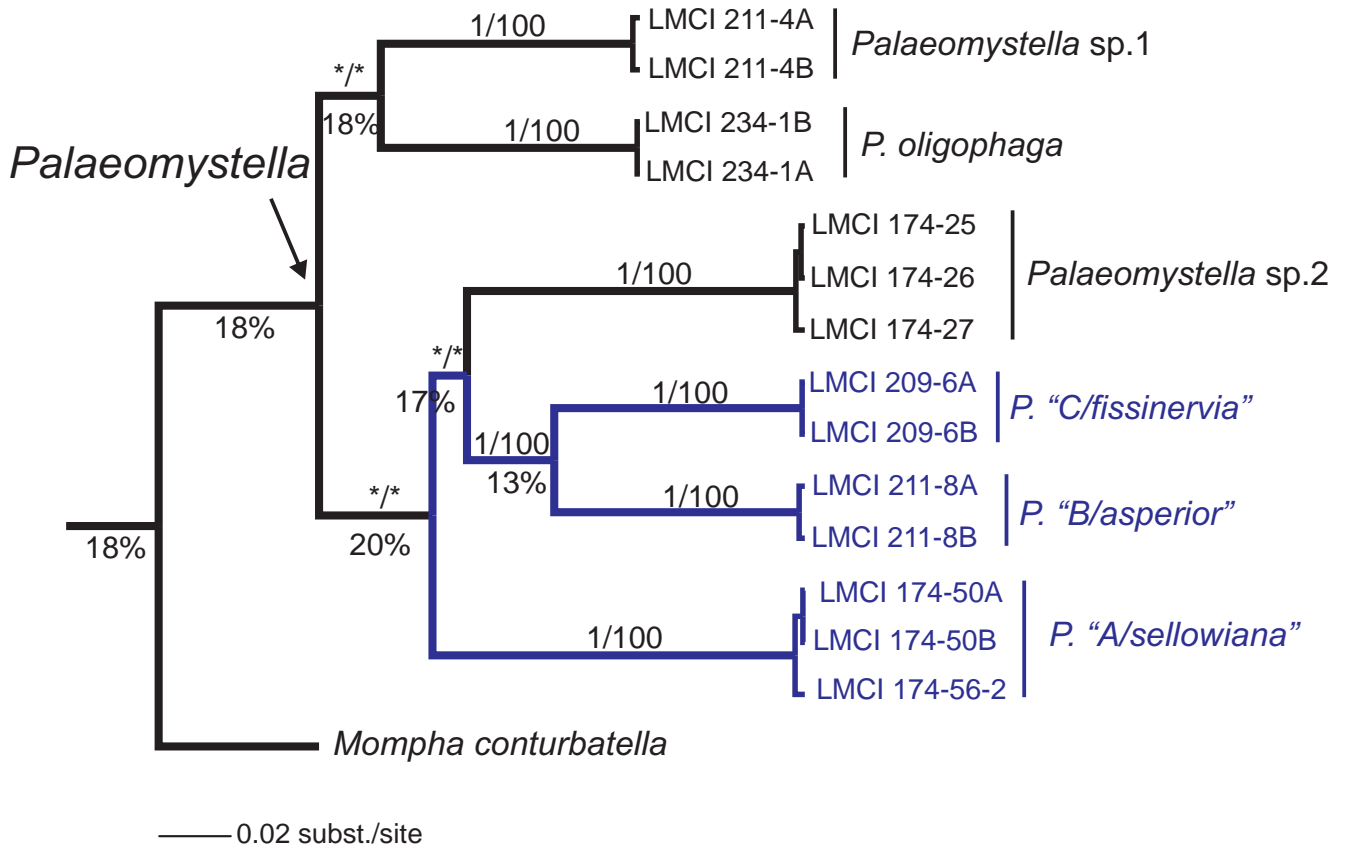 1/100
LMCI 211-4A
LMCI 211-4B
Palaeomystella sp.1
*/*
18%
1/100
LMCI 234-1B
LMCI 234-1A
P. oligophaga
Palaeomystella
18%
LMCI 174-25
LMCI 174-26
LMCI 174-27
1/100
Palaeomystella sp.2
*/*
17%
LMCI 209-6A
LMCI 209-6B
1/100
P. “C/fissinervia”
1/100
13%
LMCI 211-8A
LMCI 211-8B
1/100
P. “B/asperior”
*/*
20%
18%
LMCI 174-50A
LMCI 174-50B
LMCI 174-56-2
1/100
P. “A/sellowiana”
Mompha conturbatella
0.02 subst./site